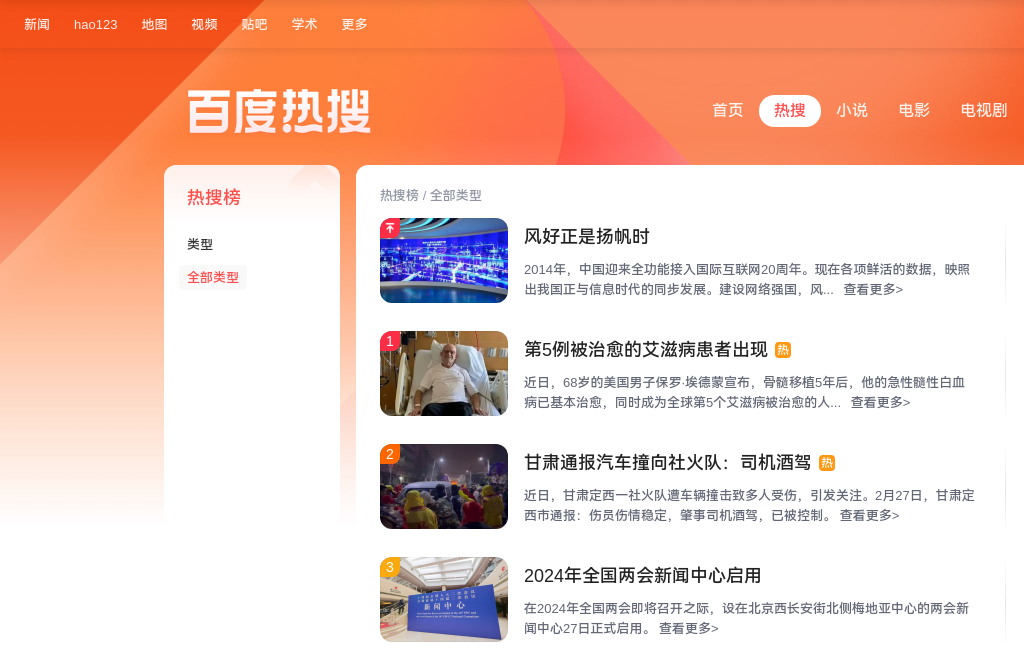 新闻 hao123 地图 视频 贴吧 学术 更多
百度热搜
首页 热搜 小说 电影 电视剧
热搜榜
类型
全部类型
热搜榜 / 全部类型
风好正是扬帆时
2014年，中国迎来全功能接入国际互联网20周年。现在各项鲜活的数据，映照
出我国正与信息时代的同步发展。建设网络强国，风... 查看更多>
1
第5例被治愈的艾滋病患者出现 热
近日，68岁的美国男子保罗·埃德蒙宣布，骨髓移植5年后，他的急性髓性白血
病已基本治愈，同时成为全球第5个艾滋病被治愈的人... 查看更多>
2
甘肃通报汽车撞向社火队：司机酒驾 热
近日，甘肃定西一社火队遭车辆撞击致多人受伤，引发关注。2月27日，甘肃定
西市通报：伤员伤情稳定，肇事司机酒驾，已被控制。 查看更多>
3
新闻中心
2024年全国两会新闻中心启用
在2024年全国两会即将召开之际，设在北京西长安街北侧梅地亚中心的两会新
闻中心27日正式启用。 查看更多>